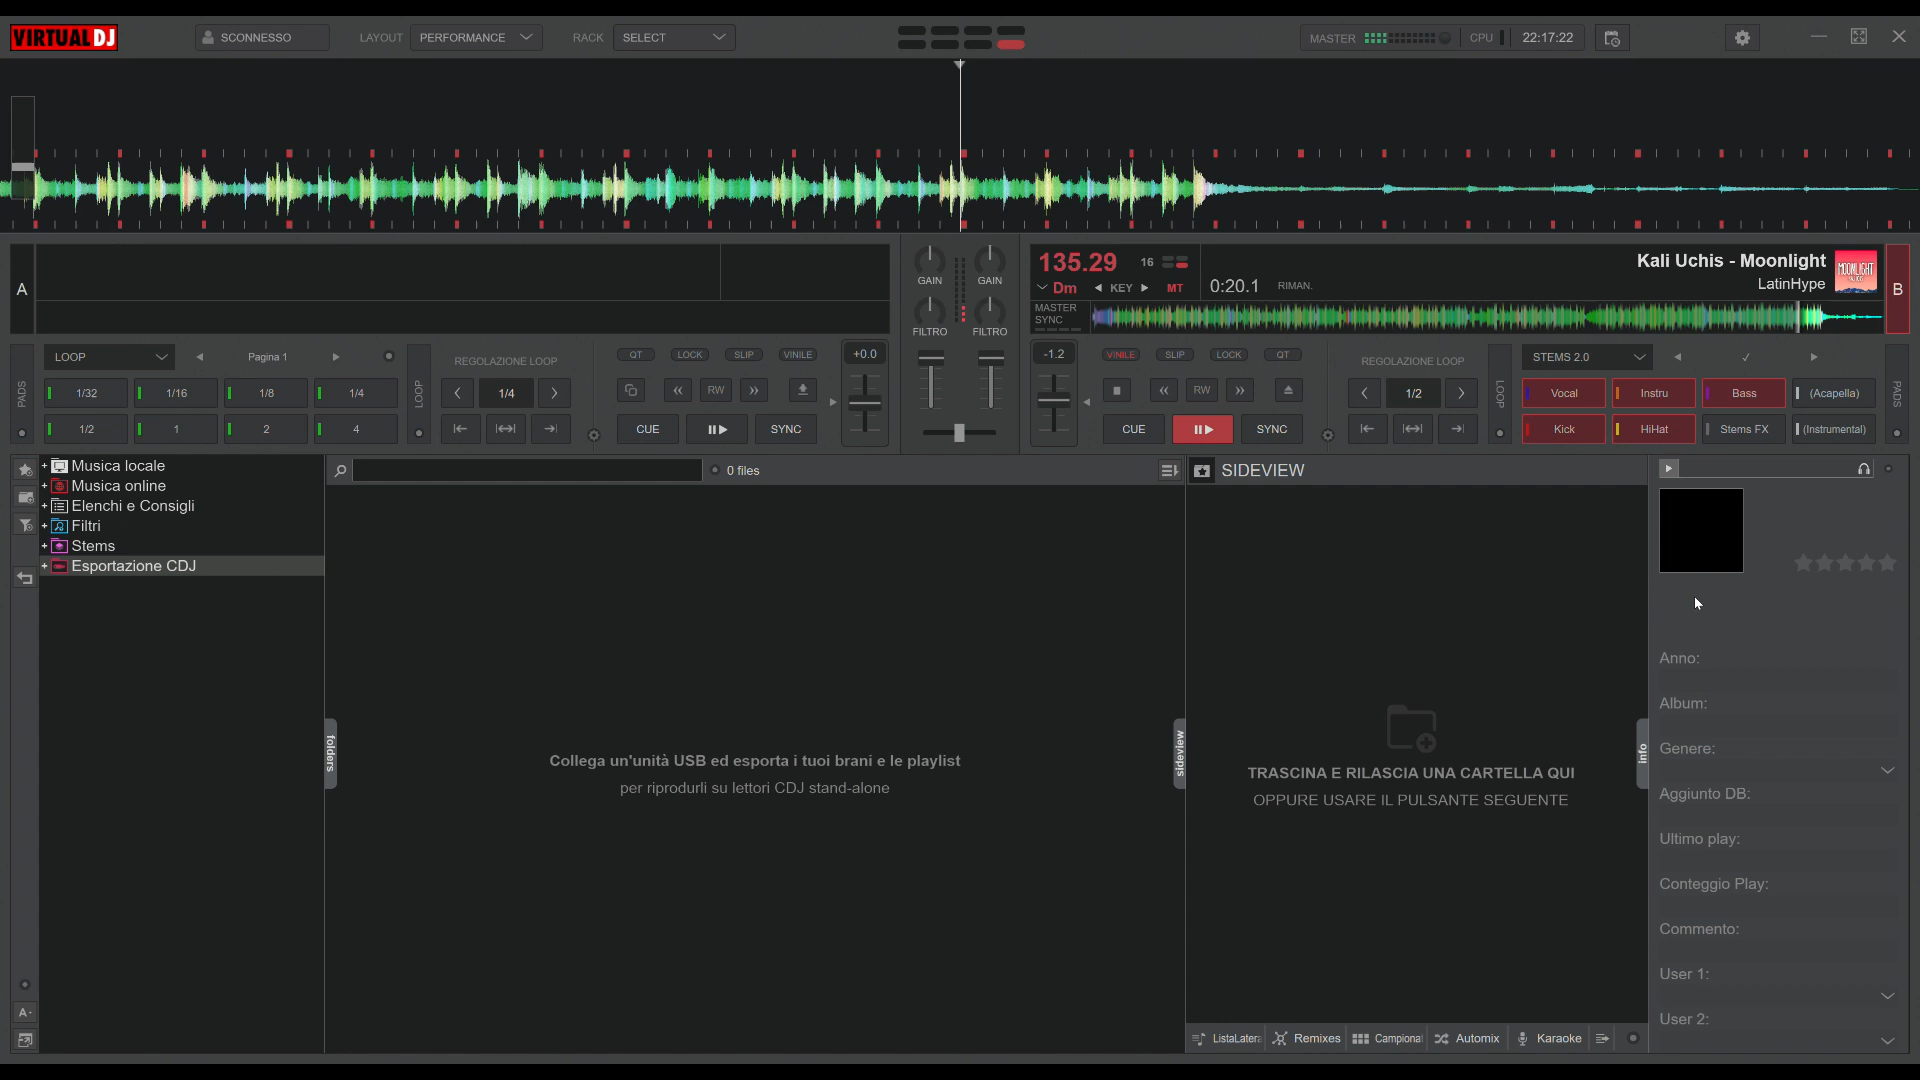 VIRTUAL DJ
SCONNESSO
LAYOUT
PERFORMANCE
RACK
SELECT
MASTER
CPU
22:17:22
A
GAIN
GAIN
FILTRO
FILTRO
135.29
16
Dm
KEY
MT
0:20.1
RIMAN.
Kali Uchis - Moonlight
LatinHype
MOONLIGHT
MASTER
SYNC
B
PADS
LOOP
Pagina 1
1/32
1/16
1/8
1/4
1/2
1
2
4
LOOP
REGOLAZIONE LOOP
1/4
QT
LOCK
SLIP
VINILE
RW
CUE
SYNC
+0.0
-1.2
VINILE
SLIP
LOCK
QT
RW
CUE
SYNC
REGOLAZIONE LOOP
1/2
LOOP
STEMS 2.0
Vocal
Instru
Bass
(Acapella)
Kick
HiHat
Stems FX
(Instrumental)
PADS
Musica locale
Musica online
Elenchi e Consigli
Filtri
Stems
Esportazione CDJ
0 files
folders
Collega un'unità USB ed esporta i tuoi brani e le playlist
per riprodurli su lettori CDJ stand-alone
sideview
SIDEVIEW
TRASCINA E RILASCIA UNA CARTELLA QUI
OPPURE USARE IL PULSANTE SEGUENTE
ListaLatera
Remixes
Campiona
Automix
Karaoke
info
Anno:
Album:
Genere:
Aggiunto DB:
Ultimo play:
Conteggio Play:
Commento:
User 1:
User 2:
A